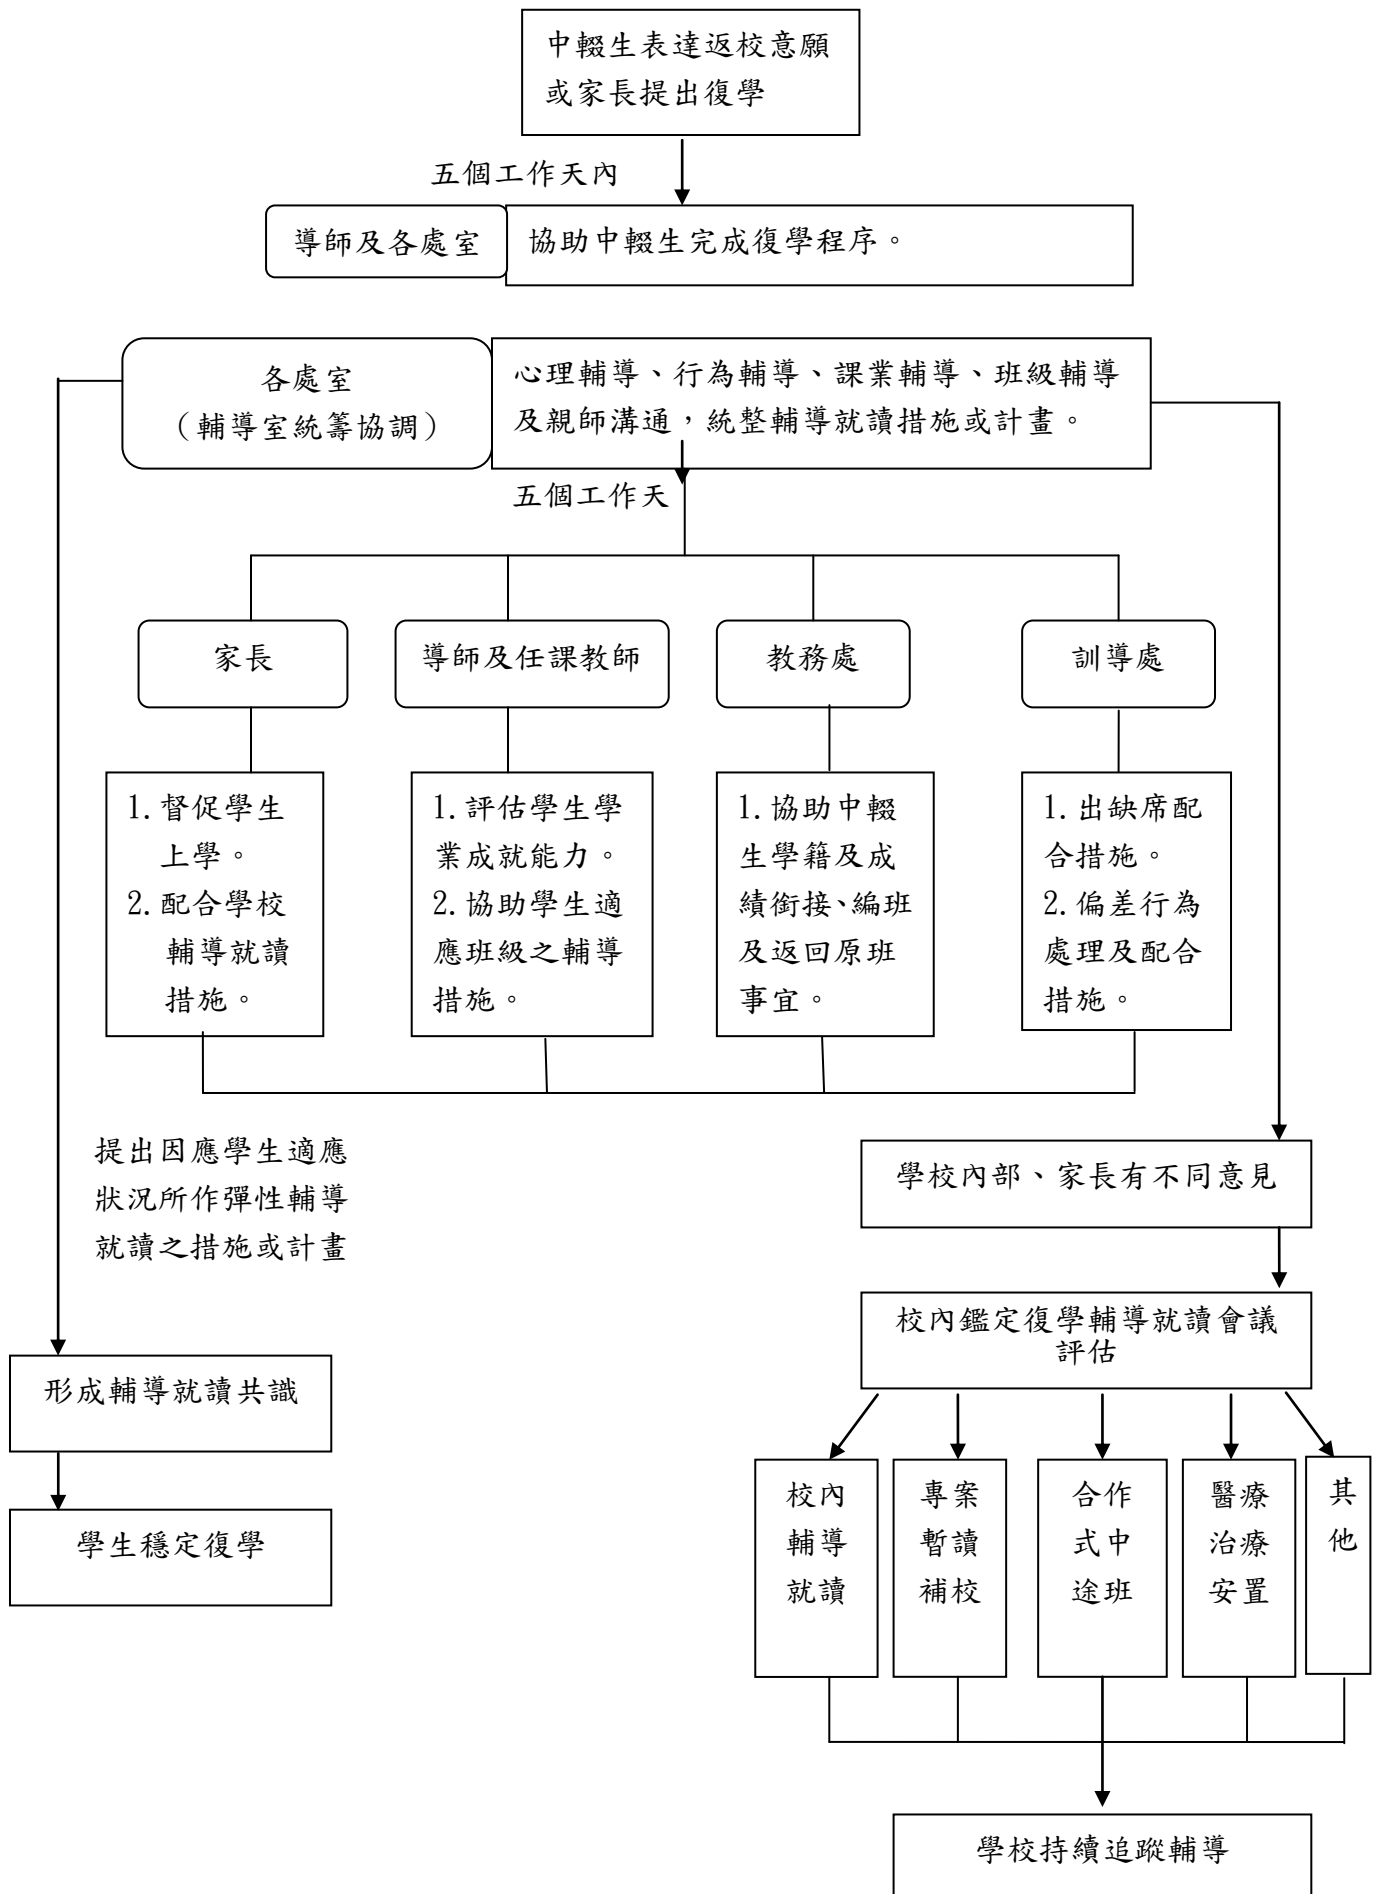 中輟生表達返校意願
或家長提出復學
五個工作天內
導師及各處室
協助中輟生完成復學程序。
各處室
（輔導室統籌協調）
心理輔導、行為輔導、課業輔導、班級輔導
及親師溝通，統整輔導就讀措施或計畫。
五個工作天
家長
導師及任課教師
教務處
訓導處
1.督促學生
上學。
2.配合學校
輔導就讀
措施。
1.評估學生學
業成就能力。
2.協助學生適
應班級之輔導
措施。
1.協助中輟
生學籍及成
績銜接、編班
及返回原班
事宜。
1.出缺席配
合措施。
2.偏差行為
處理及配合
措施。
提出因應學生適應
狀況所作彈性輔導
就讀之措施或計畫
形成輔導就讀共識
學生穩定復學
學校內部、家長有不同意見
校內鑑定復學輔導就讀會議
評估
校內
輔導
就讀
專案
暫讀
補校
合作
式中
途班
醫療
治療
安置
其
他
學校持續追蹤輔導